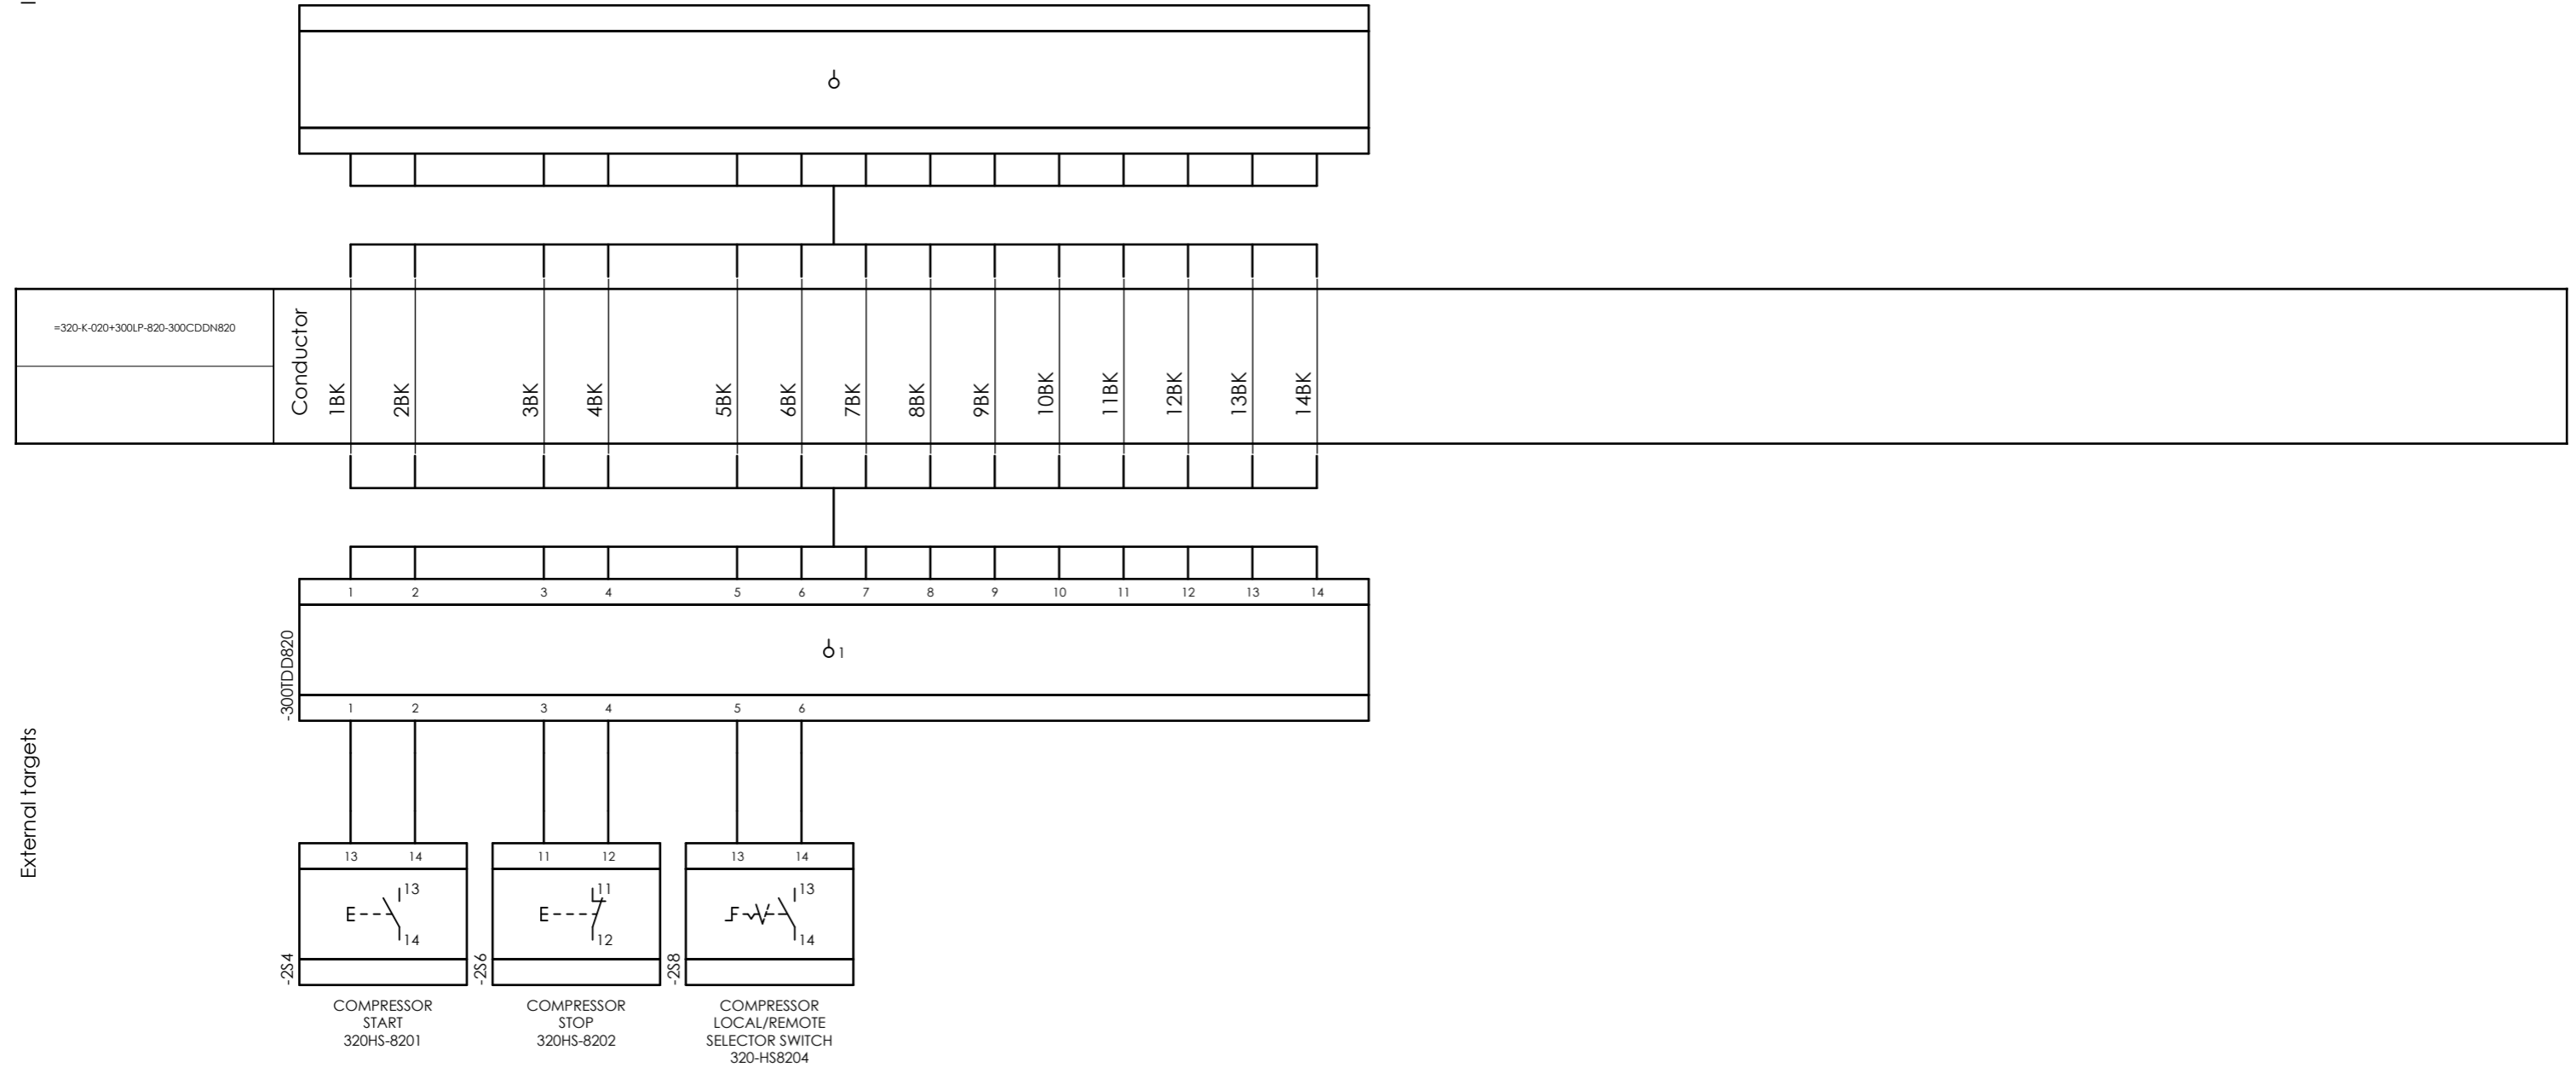 =320-K-020+300LP-820-300CDDN820
Conductor
1BK
2BK
3BK
4BK
5BK
6BK
7BK
8BK
9BK
10BK
11BK
12BK
13BK
14BK
1 2 3 4 5 6 7 8 9 10 11 12 13 14
-300TDD820
1
1 2 3 4 5 6
External targets
13 14
11 12
13 14
-2S4
E
13
14
-2S6
E
11
12
-2S8
13
14
COMPRESSOR
START
320HS-8201
COMPRESSOR
STOP
320HS-8202
COMPRESSOR
LOCAL/REMOTE
SELECTOR SWITCH
320-HS8204